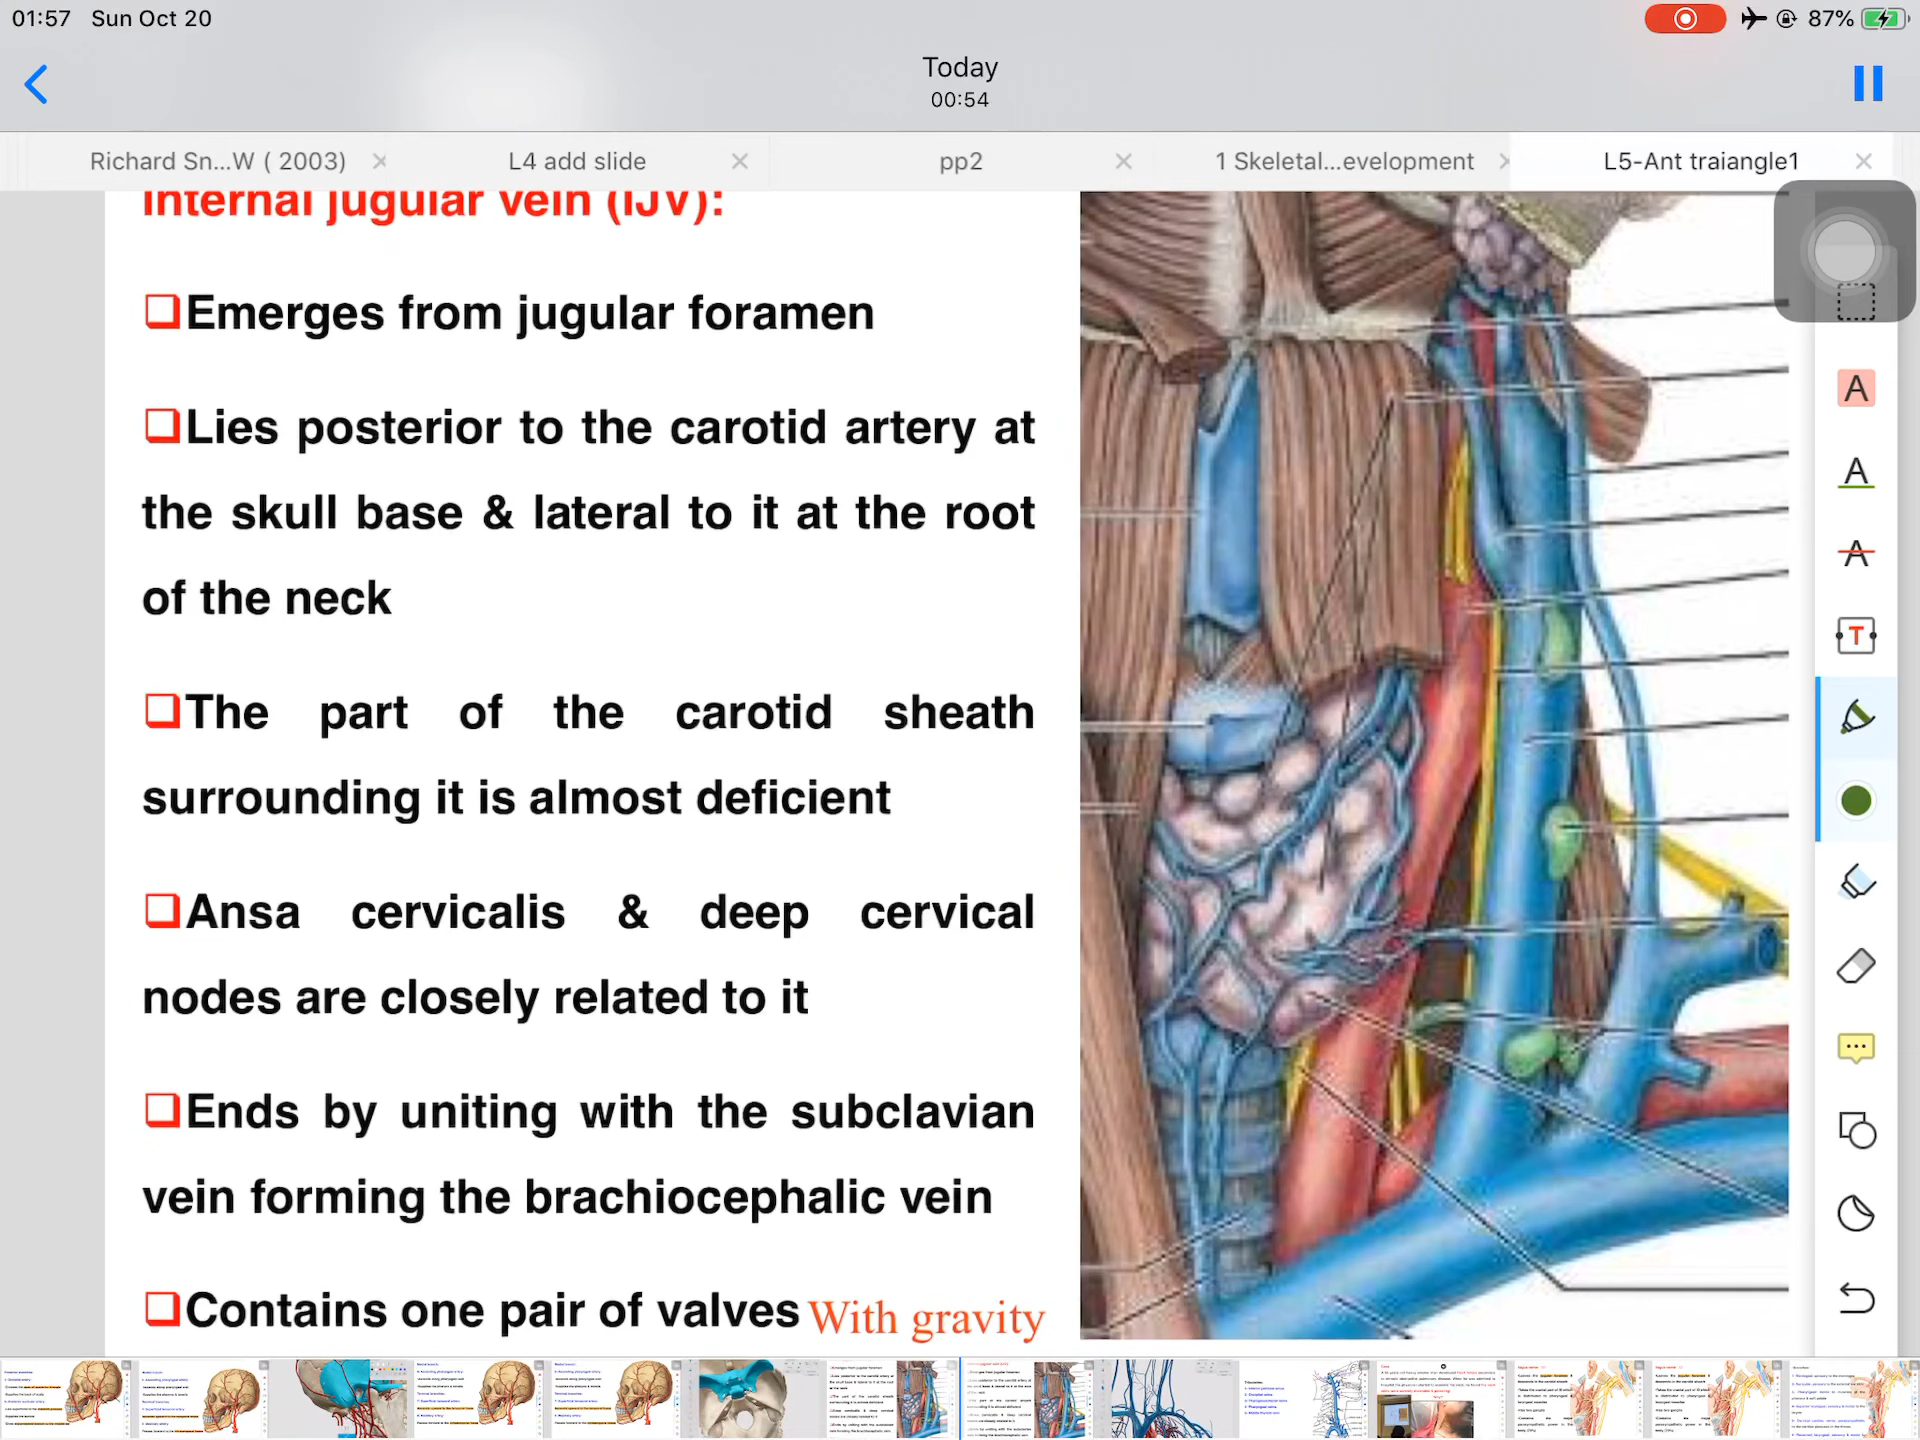 01:57 Sun Oct 20
87%
Today
00:54
Richard Sn...W ( 2003)
L4 add slide
pp2
1 Skeletal...evelopment
L5-Ant traiangle1
Internal jugular vein (IJV):
Emerges from jugular foramen
Lies posterior to the carotid artery at
the skull base & lateral to it at the root
of the neck
The part of the carotid sheath
surrounding it is almost deficient
Ansa cervicalis & deep cervical
nodes are closely related to it
Ends by uniting with the subclavian
vein forming the brachiocephalic vein
Contains one pair of valves With gravity
A
A
A
T